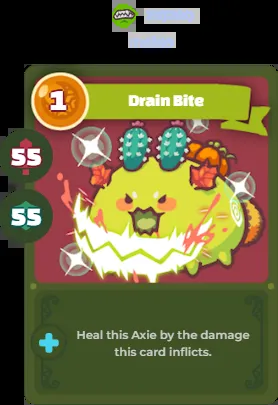 1
Drain Bite
55
55
Heal this Axie by the damage
this card inflicts.